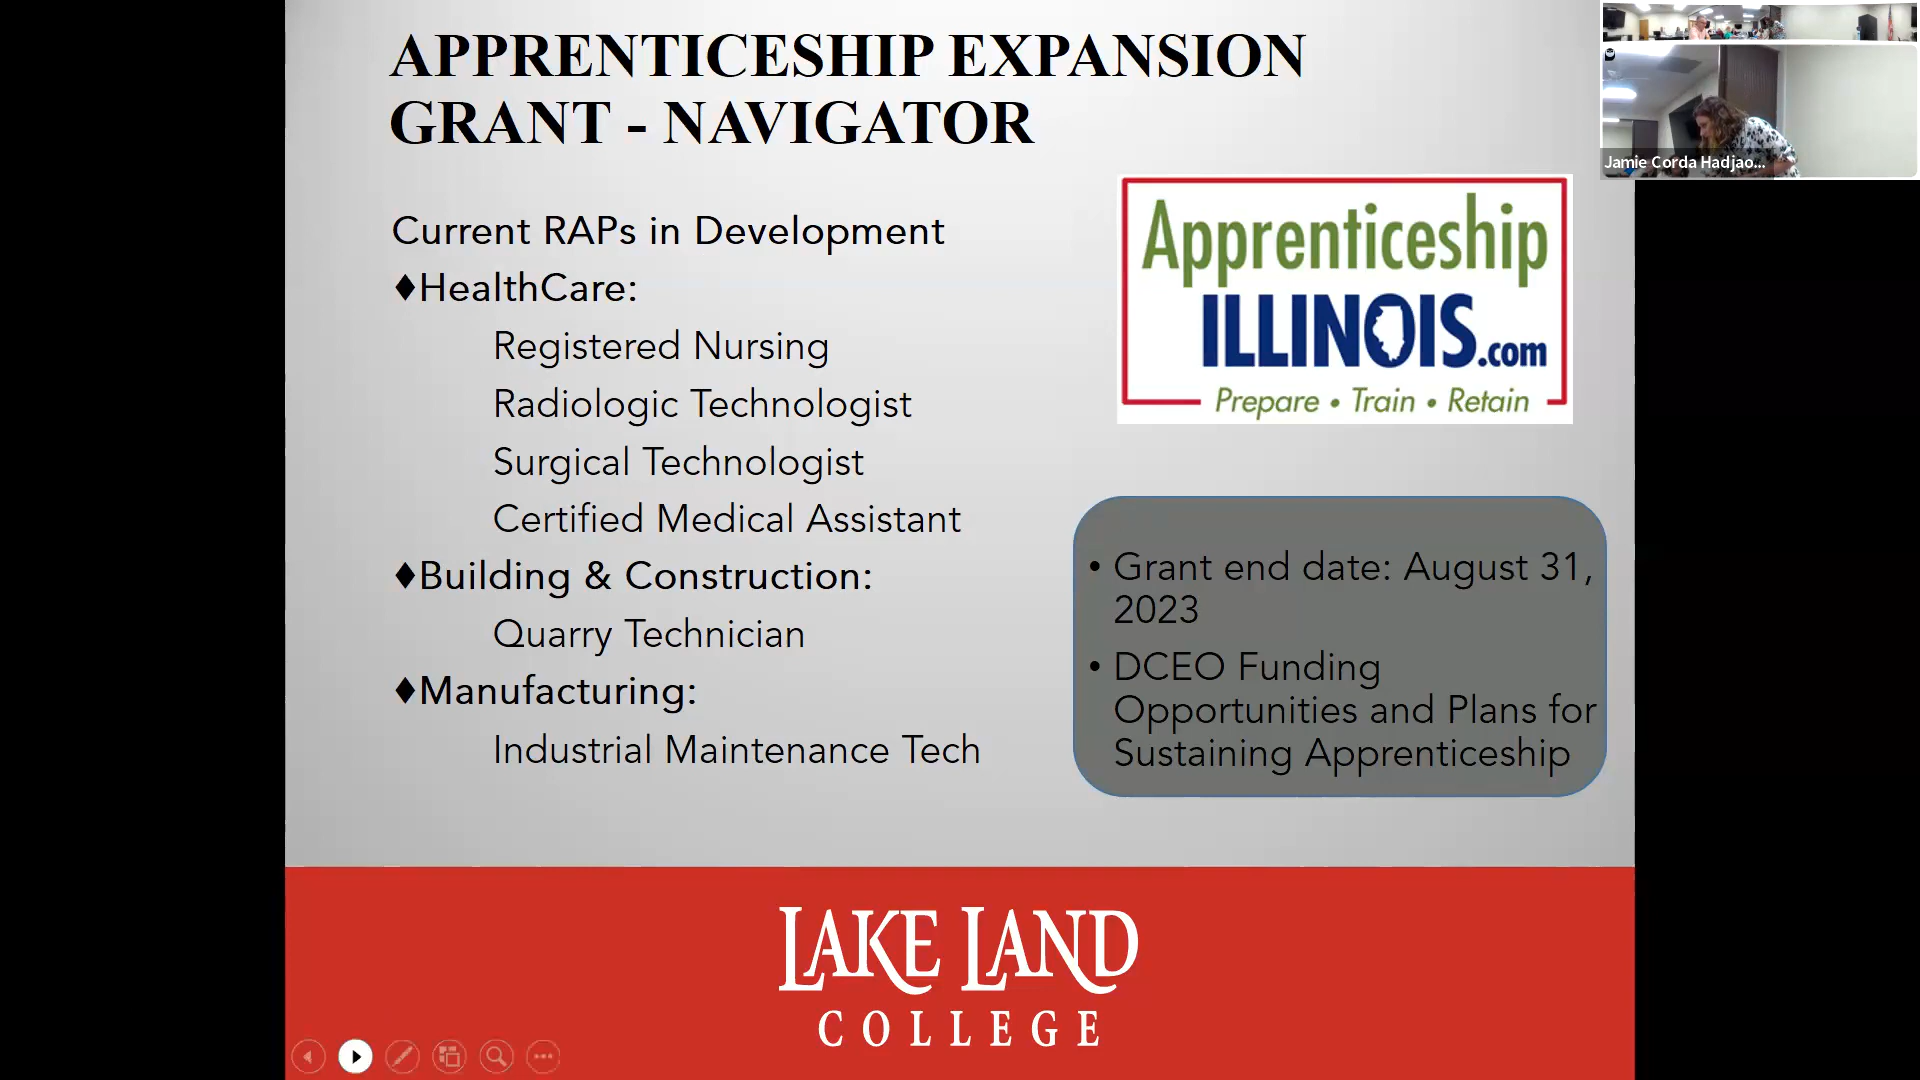 APPRENTICESHIP EXPANSION
GRANT - NAVIGATOR
Current RAPs in Development
♦HealthCare:
Registered Nursing
Radiologic Technologist
Surgical Technologist
Certified Medical Assistant
♦Building & Construction:
Quarry Technician
♦Manufacturing:
Industrial Maintenance Tech
Apprenticeship
ILLINOIS.com
Prepare • Train • Retain
• Grant end date: August 31,
2023
• DCEO Funding
Opportunities and Plans for
Sustaining Apprenticeship
LAKE LAND
COLLEGE
Jamie Corda Hadjao...